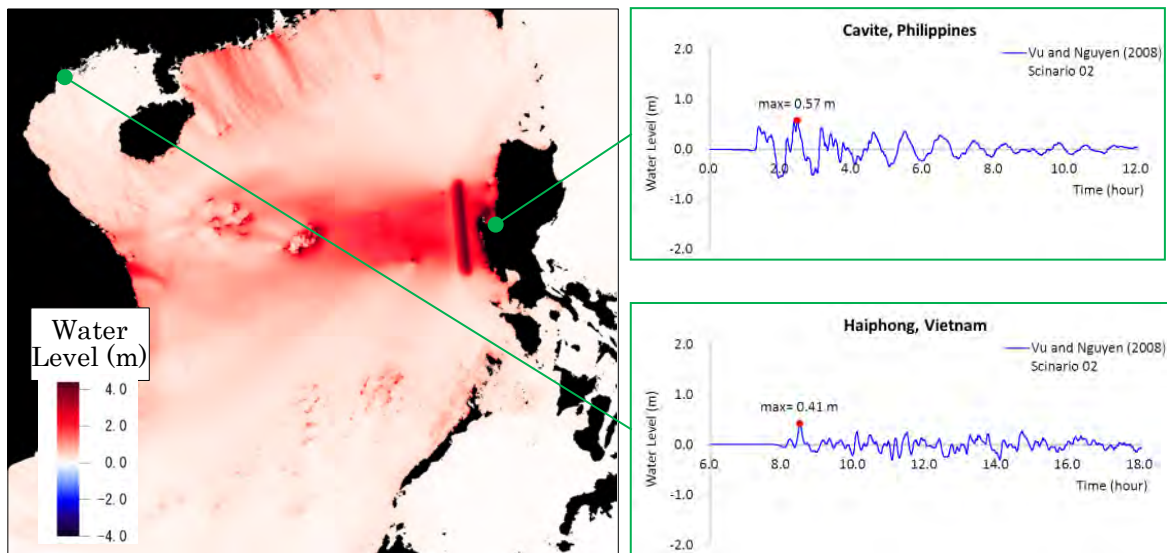 Water
Level (m)
4.0
2.0
0.0
-2.0
-4.0
Cavite, Philippines
Vu and Nguyen (2008)
Scinario 02
max= 0.57 m
Water Level (m)
2.0
1.0
0.0
-1.0
-2.0
0.0 2.0 4.0 6.0 8.0 10.0 12.0
Time (hour)
Haiphong, Vietnam
Vu and Nguyen (2008)
Scinario 02
max= 0.41 m
Water Level (m)
2.0
1.0
0.0
-1.0
-2.0
6.0 8.0 10.0 12.0 14.0 16.0 18.0
Time (hour)